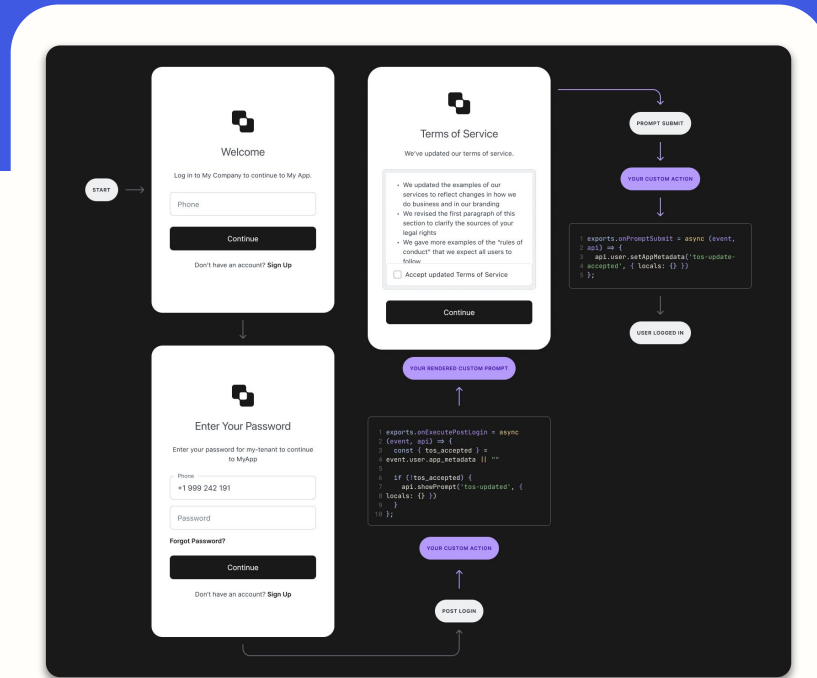 START
Welcome
Log in to My Company to continue to My App.
Phone
Continue
Don't have an account? Sign Up
Enter Your Password
Enter your password for my-tenant to continue
to MyApp
Phone
+1 999 242 191
Password
Forgot Password?
Continue
Don't have an account? Sign Up
POST LOGIN
YOUR CUSTOM ACTION
1 exports.onExecutePostLogin = async
2 (event, api) ⇒ {
3 const { tos_accepted } =
4 event.user.app_metadata || ""
5
6 if (!tos_accepted) {
7 api.showPrompt('tos-updated', {
8 locals: {} })
9 }
10 };
YOUR RENDERED CUSTOM PROMPT
Terms of Service
We've updated our terms of service.
• We updated the examples of our
services to reflect changes in how we
do business and in our branding
• We revised the first paragraph of this
section to clarify the sources of your
legal rights
• We gave more examples of the "rules of
conduct" that we expect all users to
follow
Accept updated Terms of Service
Continue
PROMPT SUBMIT
YOUR CUSTOM ACTION
1 exports.onPromptSubmit = async (event,
2 api) ⇒ {
3 api.user.setAppMetadata('tos-update-
4 accepted', { locals: {} })
5 };
USER LOGGED IN